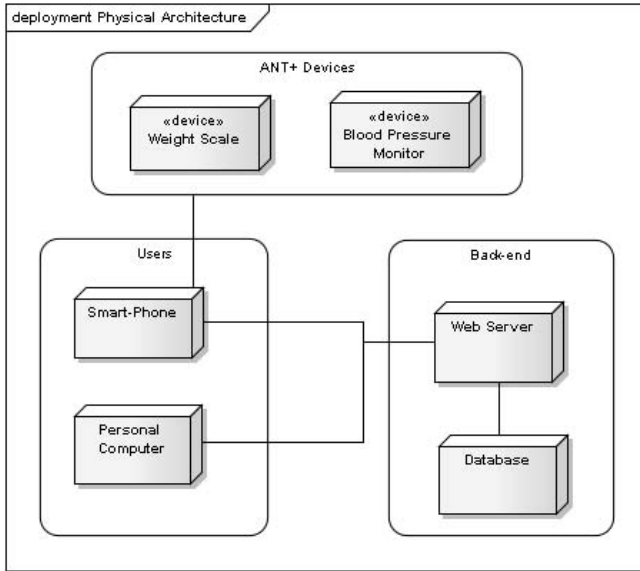 deployment Physical Architecture
ANT+ Devices
«device»
Weight Scale
«device»
Blood Pressure
Monitor
Users
Smart-Phone
Personal
Computer
Back-end
Web Server
Database